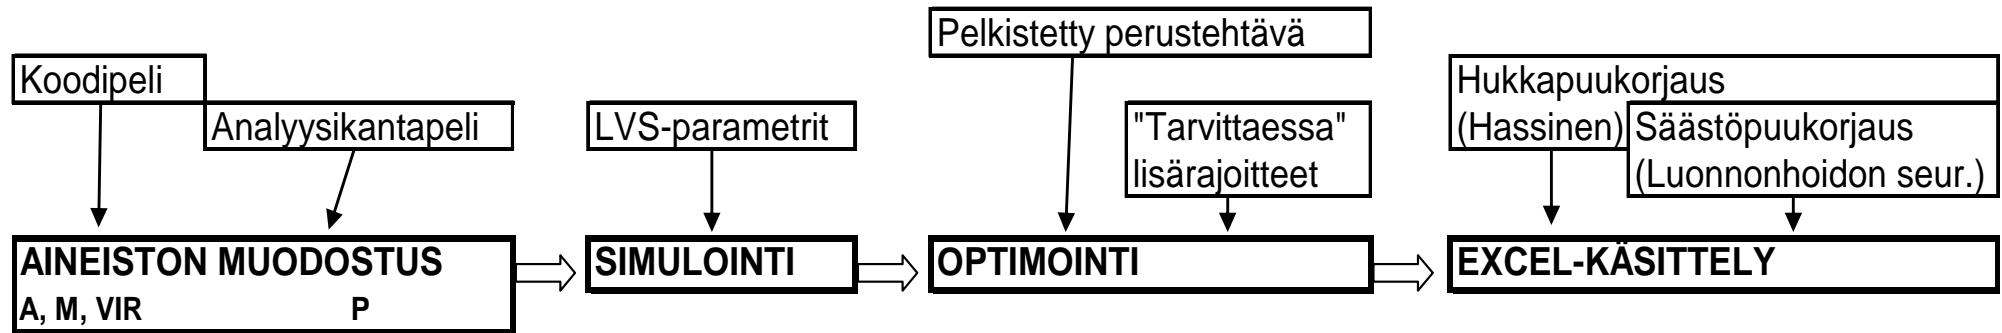 Pelkistetty perustehtävä
Koodipeli
Analyysikantapeli
LVS-parametrit
"Tarvittaessa"
lisärajoitteet
Hukkapuukorjaus
(Hassinen)
Säästöpuukorjaus
(Luonnonhoidon seur.)
AINEISTON MUODOSTUS
A, M, VIR P
SIMULOINTI
OPTIMOINTI
EXCEL-KÄSITTELY